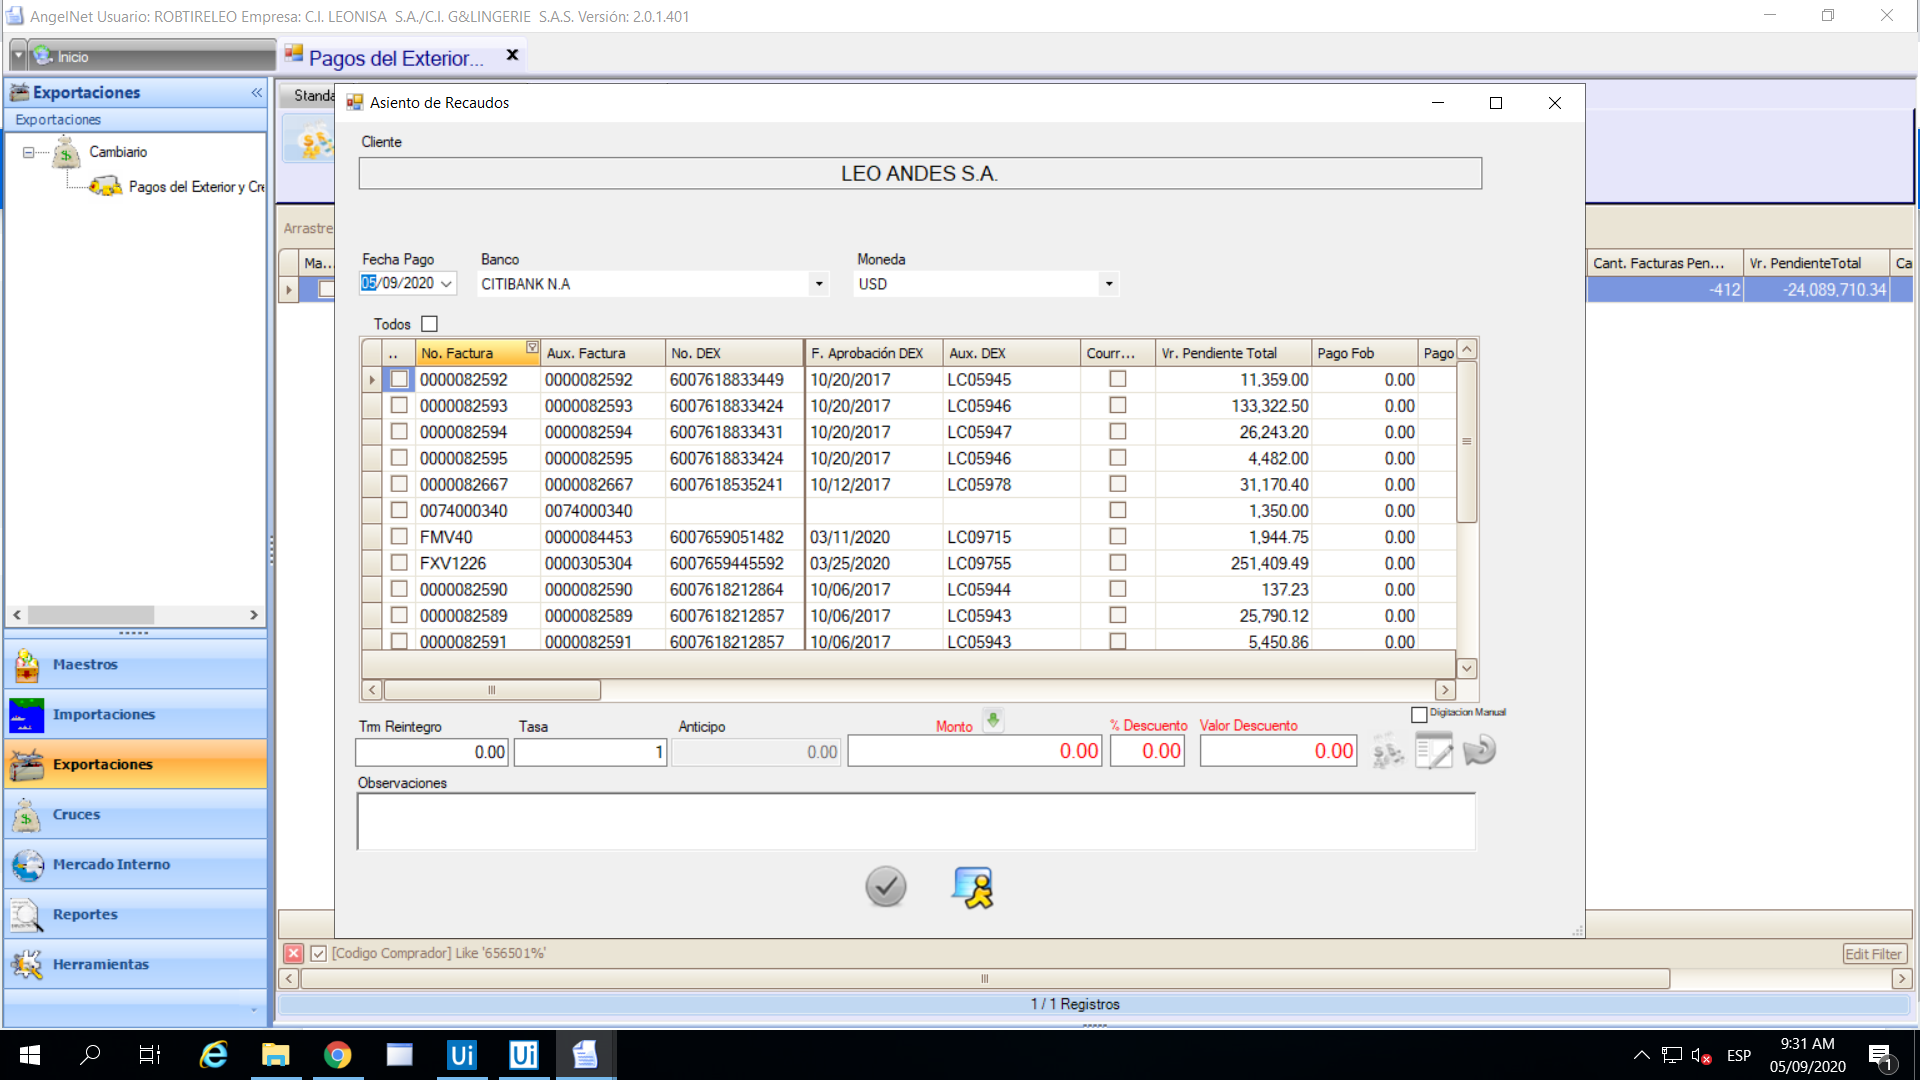 AngelNet Usuario: ROBTIRELEO Empresa: C.I. LEONISA S.A./C.I. G&LINGERIE S.A.S. Versión: 2.0.1.401
Inicio
Pagos del Exterior...
Exportaciones
Exportaciones
Cambiario
Pagos del Exterior y Cre
Standa
Asiento de Recaudos
Cliente
LEO ANDES S.A.
Arrastre
Ma...
Cant. Facturas Pen... Vr. PendienteTotal Ca
-412 -24,089,710.34
Fecha Pago Banco Moneda
05/09/2020 CITIBANK N.A USD
Todos
.. No. Factura Aux. Factura No. DEX F. Aprobación DEX Aux. DEX Courr... Vr. Pendiente Total Pago Fob Pago
0000082592 0000082592 6007618833449 10/20/2017 LC05945 11,359.00 0.00
0000082593 0000082593 6007618833424 10/20/2017 LC05946 133,322.50 0.00
0000082594 0000082594 6007618833431 10/20/2017 LC05947 26,243.20 0.00
0000082595 0000082595 6007618833424 10/20/2017 LC05946 4,482.00 0.00
0000082667 0000082667 6007618535241 10/12/2017 LC05978 31,170.40 0.00
0074000340 0074000340 1,350.00 0.00
FMV40 0000084453 6007659051482 03/11/2020 LC09715 1,944.75 0.00
FXV1226 0000305304 6007659445592 03/25/2020 LC09755 251,409.49 0.00
0000082590 0000082590 6007618212864 10/06/2017 LC05944 137.23 0.00
0000082589 0000082589 6007618212857 10/06/2017 LC05943 25,790.12 0.00
0000082591 0000082591 6007618212857 10/06/2017 LC05943 5,450.86 0.00
Digitacion Manual
Trm Reintegro Tasa Anticipo Monto % Descuento Valor Descuento
0.00 1 0.00 0.00 0.00 0.00
Observaciones
Maestros
Importaciones
Exportaciones
Cruces
Mercado Interno
Reportes
Herramientas
[Codigo Comprador] Like '656501%'
Edit Filter
1 / 1 Registros
Ui Ui
ESP
9:31 AM
05/09/2020
1